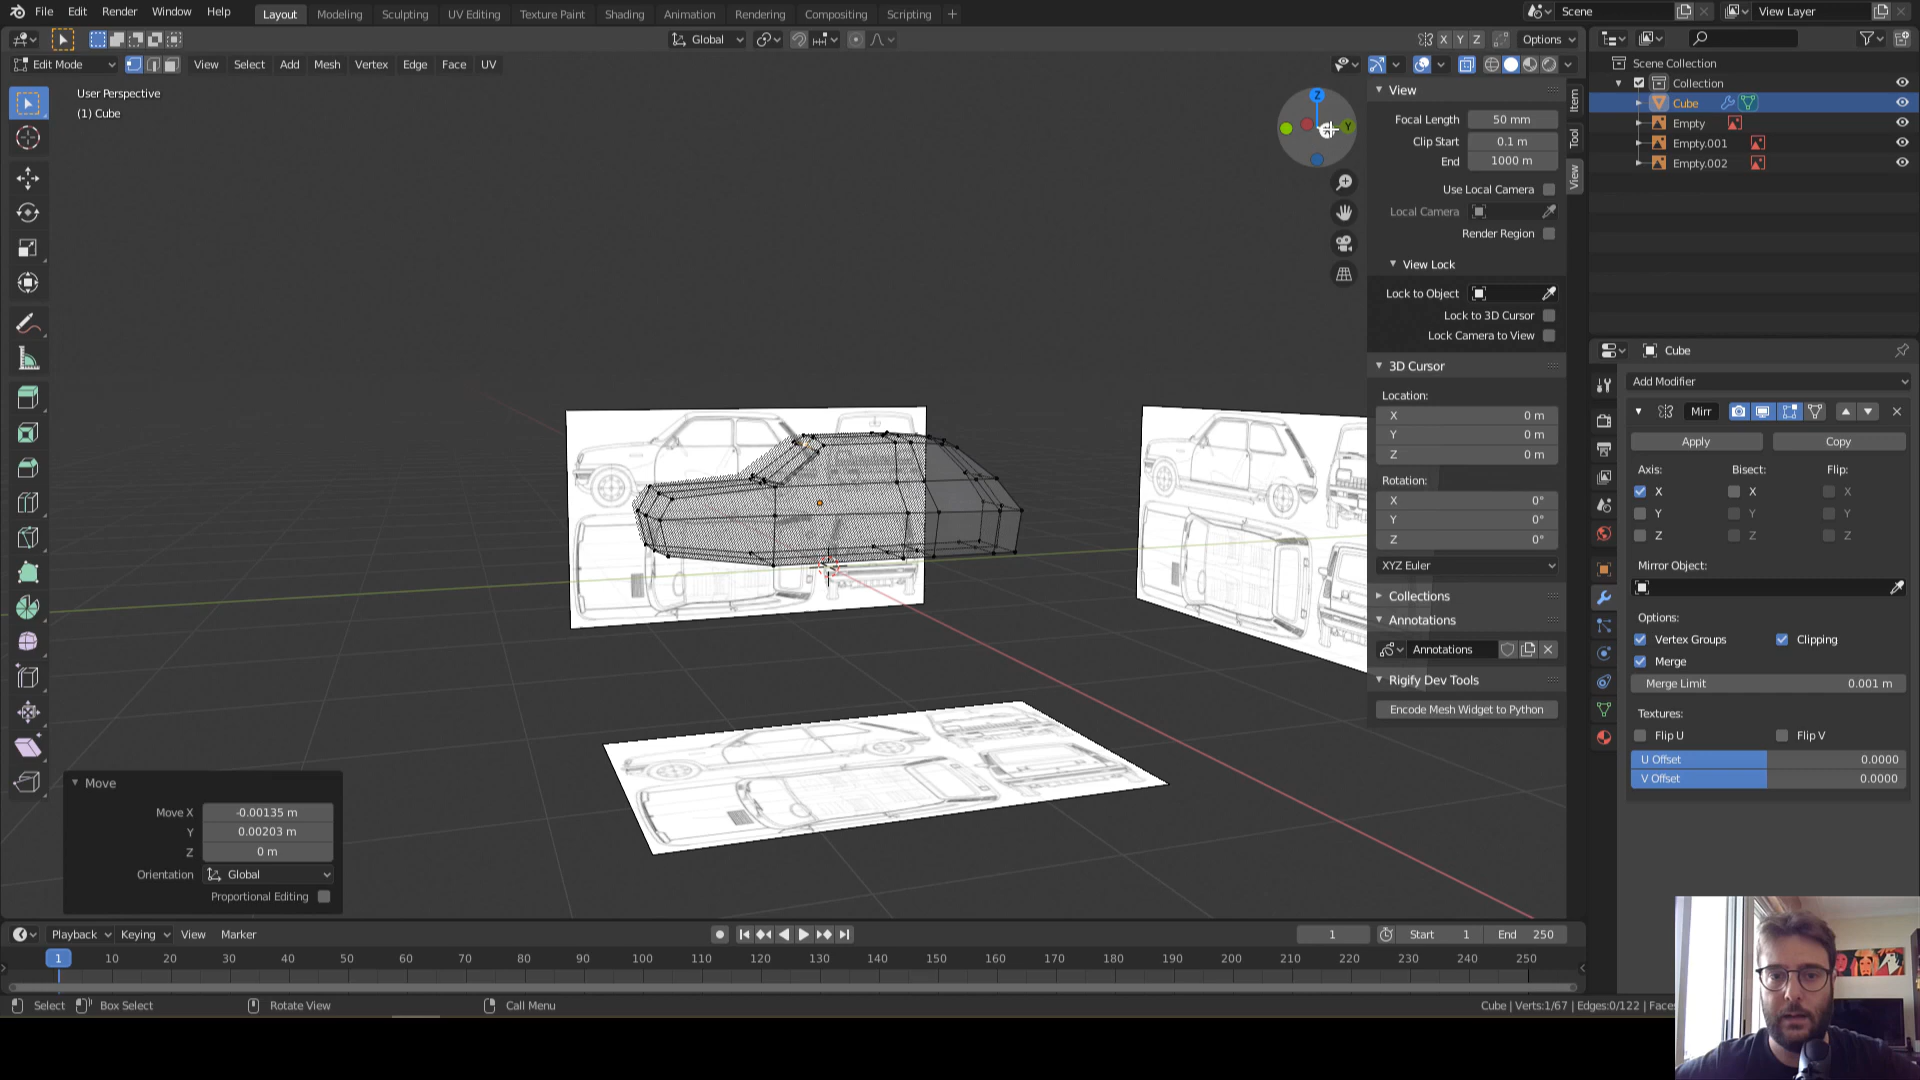 File Edit Render Window Help Layout Modeling Sculpting UV Editing Texture Paint Shading Animation Rendering Compositing Scripting + Scene View Layer
Global X Y Z Options
Edit Mode View Select Add Mesh Vertex Edge Face UV
User Perspective
(1) Cube
Z
Y
View
Focal Length 50 mm
Clip Start 0.1 m
End 1000 m
Use Local Camera
Local Camera
Render Region
View Lock
Lock to Object
Lock to 3D Cursor
Lock Camera to View
3D Cursor
Location:
X 0 m
Y 0 m
Z 0 m
Rotation:
X 0°
Y 0°
Z 0°
XYZ Euler
Collections
Annotations
Annotations
Rigify Dev Tools
Encode Mesh Widget to Python
Item
Tool
View
Scene Collection
Collection
Cube
Empty
Empty.001
Empty.002
Cube
Add Modifier
Mirr
Apply Copy
Axis: Bisect: Flip:
X X X
Y Y Y
Z Z Z
Mirror Object:
Options:
Vertex Groups Clipping
Merge
Merge Limit 0.001 m
Textures:
Flip U Flip V
U Offset 0.0000
V Offset 0.0000
Move
Move X -0.00135 m
Y 0.00203 m
Z 0 m
Orientation Global
Proportional Editing
Playback Keying View Marker 1 Start 1 End 250
1 10 20 30 40 50 60 70 80 90 100 110 120 130 140 150 160 170 180 190 200 210 220 230 240 250
Select Box Select Rotate View Call Menu Cube | Verts:1/67 | Edges:0/122 | Faces